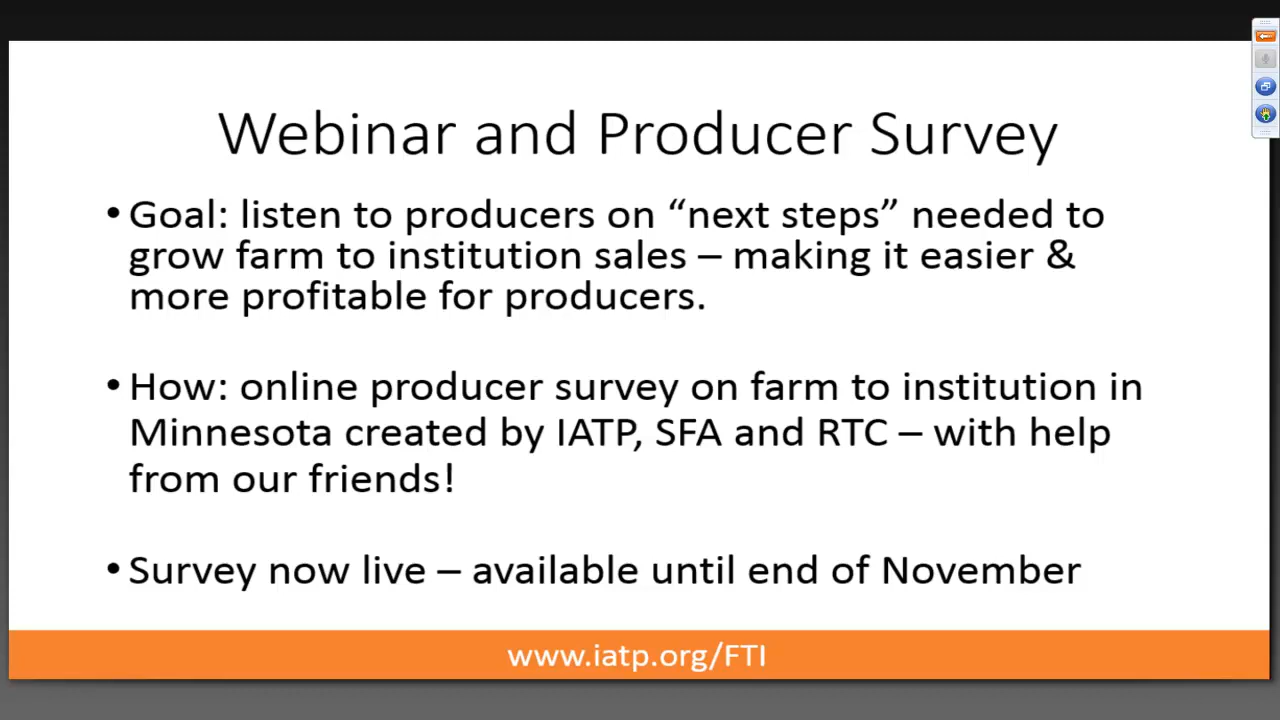 Webinar and Producer Survey
• Goal: listen to producers on “next steps” needed to
grow farm to institution sales – making it easier &
more profitable for producers.
• How: online producer survey on farm to institution in
Minnesota created by IATP, SFA and RTC – with help
from our friends!
• Survey now live – available until end of November
www.iatp.org/FTI